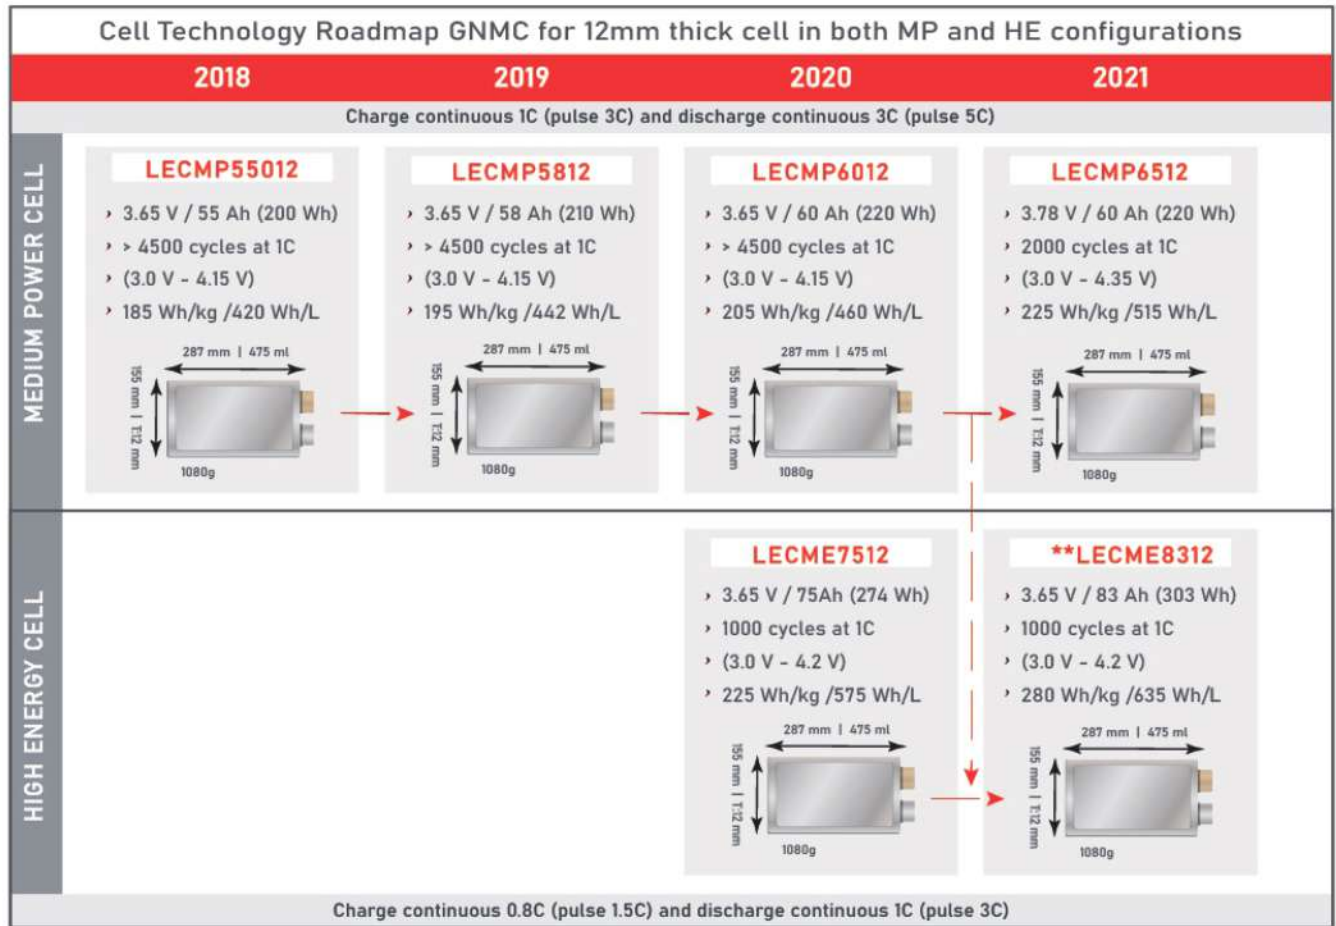 Cell Technology Roadmap GNMC for 12mm thick cell in both MP and HE configurations
2018
2019
2020
2021
Charge continuous 1C (pulse 3C) and discharge continuous 3C (pulse 5C)
MEDIUM POWER CELL
LECMP55012
› 3.65 V / 55 Ah (200 Wh)
› > 4500 cycles at 1C
› (3.0 V - 4.15 V)
› 185 Wh/kg /420 Wh/L
287 mm | 475 ml
155 mm | T:12 mm
1080g
LECMP5812
› 3.65 V / 58 Ah (210 Wh)
› > 4500 cycles at 1C
› (3.0 V - 4.15 V)
› 195 Wh/kg /442 Wh/L
287 mm | 475 ml
155 mm | T:12 mm
1080g
LECMP6012
› 3.65 V / 60 Ah (220 Wh)
› > 4500 cycles at 1C
› (3.0 V - 4.15 V)
› 205 Wh/kg /460 Wh/L
287 mm | 475 ml
155 mm | T:12 mm
1080g
LECMP6512
› 3.78 V / 60 Ah (220 Wh)
› 2000 cycles at 1C
› (3.0 V - 4.35 V)
› 225 Wh/kg /515 Wh/L
287 mm | 475 ml
155 mm | T:12 mm
1080g
HIGH ENERGY CELL
LECME7512
› 3.65 V / 75Ah (274 Wh)
› 1000 cycles at 1C
› (3.0 V - 4.2 V)
› 225 Wh/kg /575 Wh/L
287 mm | 475 ml
155 mm | T:12 mm
1080g
**LECME8312
› 3.65 V / 83 Ah (303 Wh)
› 1000 cycles at 1C
› (3.0 V - 4.2 V)
› 280 Wh/kg /635 Wh/L
287 mm | 475 ml
155 mm | T:12 mm
1080g
Charge continuous 0.8C (pulse 1.5C) and discharge continuous 1C (pulse 3C)